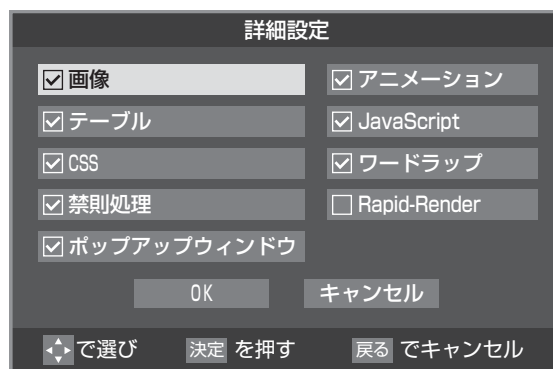 詳細設定
画像 アニメーション
テーブル JavaScript
CSS ワードラップ
禁則処理 Rapid-Render
ポップアップウィンドウ
OK キャンセル
で選び 決定 を押す 戻る でキャンセル